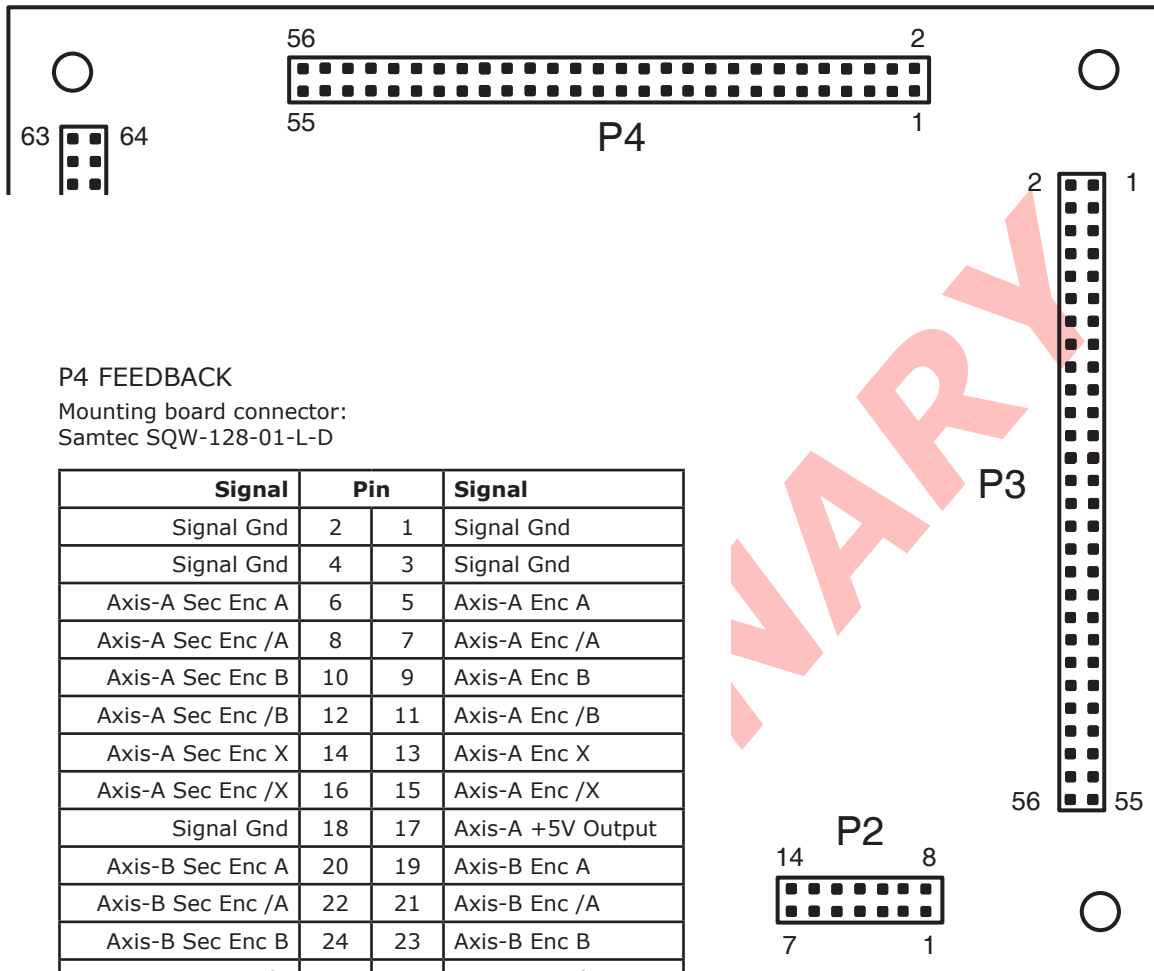 56 2
55 1
P4
63 64
2 1
P4 FEEDBACK
Mounting board connector:
Samtec SQW-128-01-L-D
P3
Signal Pin Signal
Signal Gnd 2 1 Signal Gnd
Signal Gnd 4 3 Signal Gnd
Axis-A Sec Enc A 6 5 Axis-A Enc A
Axis-A Sec Enc /A 8 7 Axis-A Enc /A
Axis-A Sec Enc B 10 9 Axis-A Enc B
Axis-A Sec Enc /B 12 11 Axis-A Enc /B
Axis-A Sec Enc X 14 13 Axis-A Enc X
Axis-A Sec Enc /X 16 15 Axis-A Enc /X
Signal Gnd 18 17 Axis-A +5V Output
Axis-B Sec Enc A 20 19 Axis-B Enc A
Axis-B Sec Enc /A 22 21 Axis-B Enc /A
Axis-B Sec Enc B 24 23 Axis-B Enc B
56 55
P2
14 8
7 1
NARY